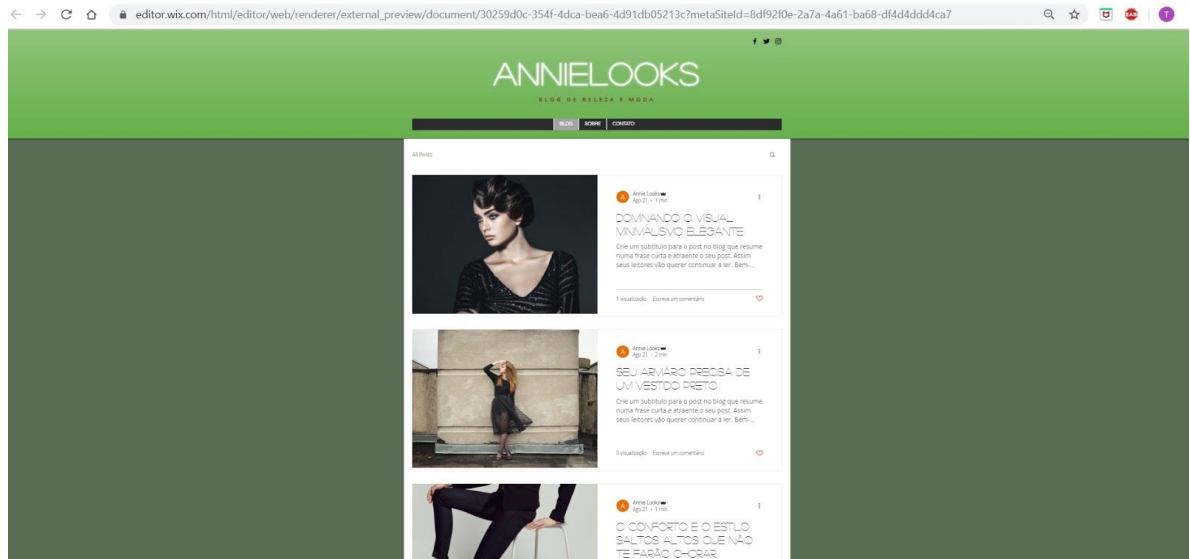 editor.wix.com/html/editor/web/renderer/external_preview/document/30259d0c-354f-4dca-bea6-4d91db05213c?metaSiteId=8df92f0e-2a7a-4a61-ba68-df4d4ddd4ca7
EAS
T
ANNIELOOKS
BLOG DE BELEZA E MODA
BLOG SOBRE CONTATO
All Posts
A
Annie Looks
Ago 21 · 1 min
DOMINANDO O VISUAL
MINIMALISMO ELEGANTE
Crie um subtítulo para o post no blog que resume
numa frase curta e atraente o seu post. Assim
seus leitores vão querer continuar a ler. Bem-...
1 visualização Escreva um comentário
A
Annie Looks
Ago 21 · 2 min
SEU ARMÁRIO PRECISA DE
UM VESTIDO PRETO
Crie um subtítulo para o post no blog que resume
numa frase curta e atraente o seu post. Assim
seus leitores vão querer continuar a ler. Bem-...
0 visualização Escreva um comentário
A
Annie Looks
Ago 21 · 1 min
O CONFORTO E O ESTILO
SALTOS ALTOS QUE NÃO
TE FARÃO CHORAR